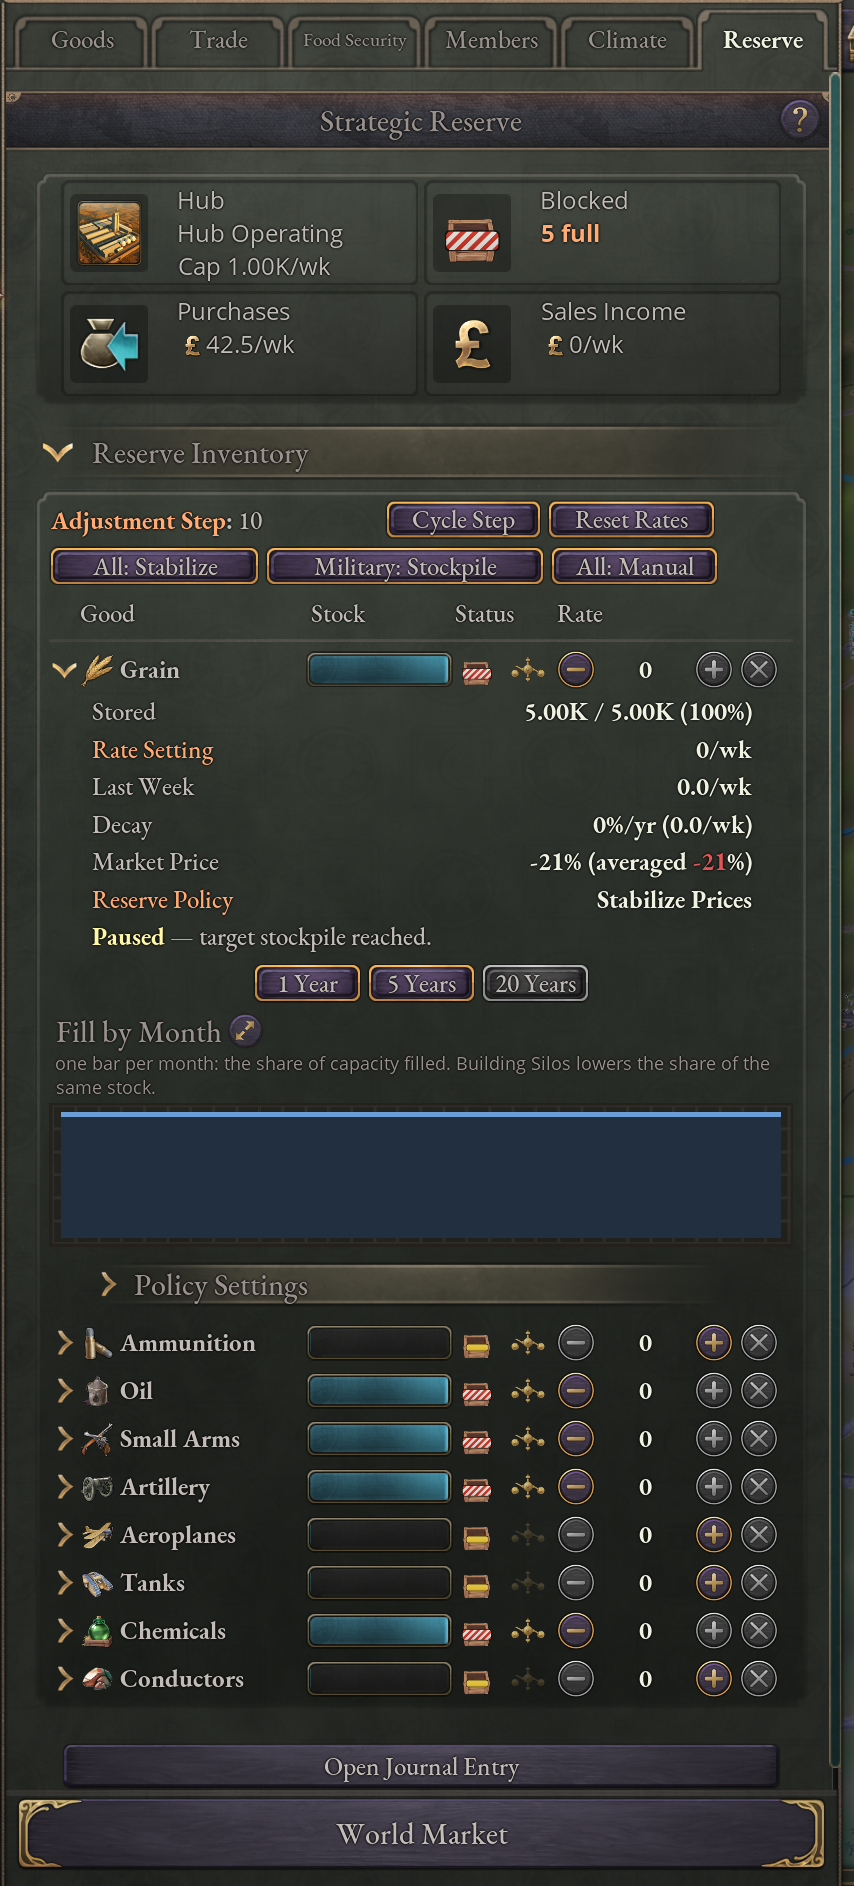 Goods Trade Food Security Members Climate Reserve
Strategic Reserve ?
Hub
Hub Operating
Cap 1.00K/wk
Blocked
5 full
Purchases
£ 42.5/wk
Sales Income
£ 0/wk
Reserve Inventory
Adjustment Step: 10 Cycle Step Reset Rates
All: Stabilize Military: Stockpile All: Manual
Good Stock Status Rate
Grain 0
Stored 5.00K / 5.00K (100%)
Rate Setting 0/wk
Last Week 0.0/wk
Decay 0%/yr (0.0/wk)
Market Price -21% (averaged -21%)
Reserve Policy Stabilize Prices
Paused — target stockpile reached.
1 Year 5 Years 20 Years
Fill by Month
one bar per month: the share of capacity filled. Building Silos lowers the share of the
same stock.
Policy Settings
Ammunition 0
Oil 0
Small Arms 0
Artillery 0
Aeroplanes 0
Tanks 0
Chemicals 0
Conductors 0
Open Journal Entry
World Market